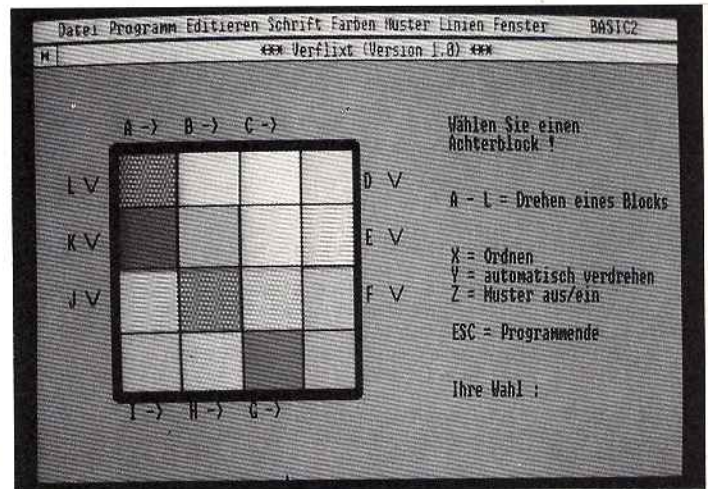 Datei Programm Editieren Schrift Farben Muster Linien Fenster BASIC2
*** Verflixt (Version 1.0) ***
A -> B -> C ->
Wählen Sie einen
Achterblock !
L V
D V
A - L = Drehen eines Blocks
K V
E V
X = Ordnen
Y = automatisch verdrehen
Z = Muster aus/ein
J V
F V
ESC = Programmende
Ihre Wahl :
I -> H -> G ->